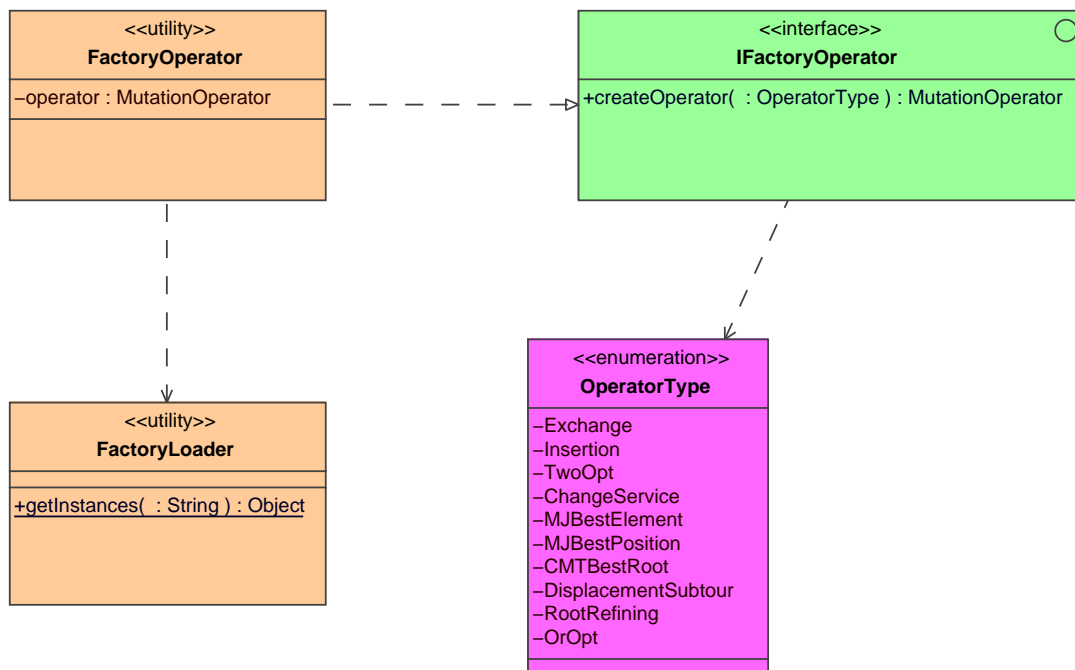 <<utility>>
FactoryOperator
–operator : MutationOperator
<<interface>>
IFactoryOperator
+createOperator(  : OperatorType ) : MutationOperator
<<utility>>
FactoryLoader
+getInstances(  : String ) : Object
<<enumeration>>
OperatorType
–Exchange
–Insertion
–TwoOpt
–ChangeService
–MJBestElement
–MJBestPosition
–CMTBestRoot
–DisplacementSubtour
–RootRefining
–OrOpt